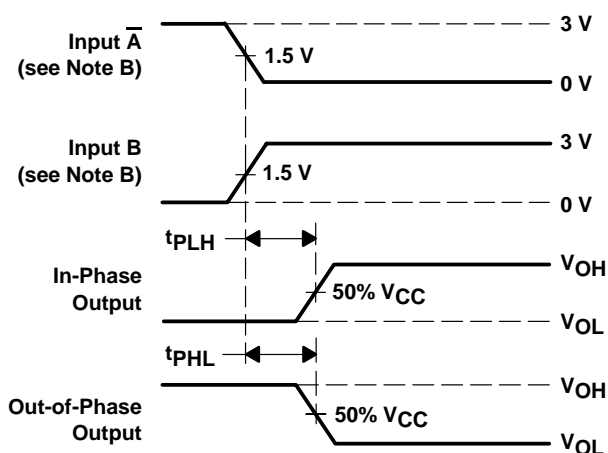 Input A̅
(see Note B)
1.5 V
3 V
0 V
Input B
(see Note B)
1.5 V
3 V
0 V
tPLH
In-Phase
Output
50% VCC
VOH
VOL
tPHL
Out-of-Phase
Output
50% VCC
VOH
VOL